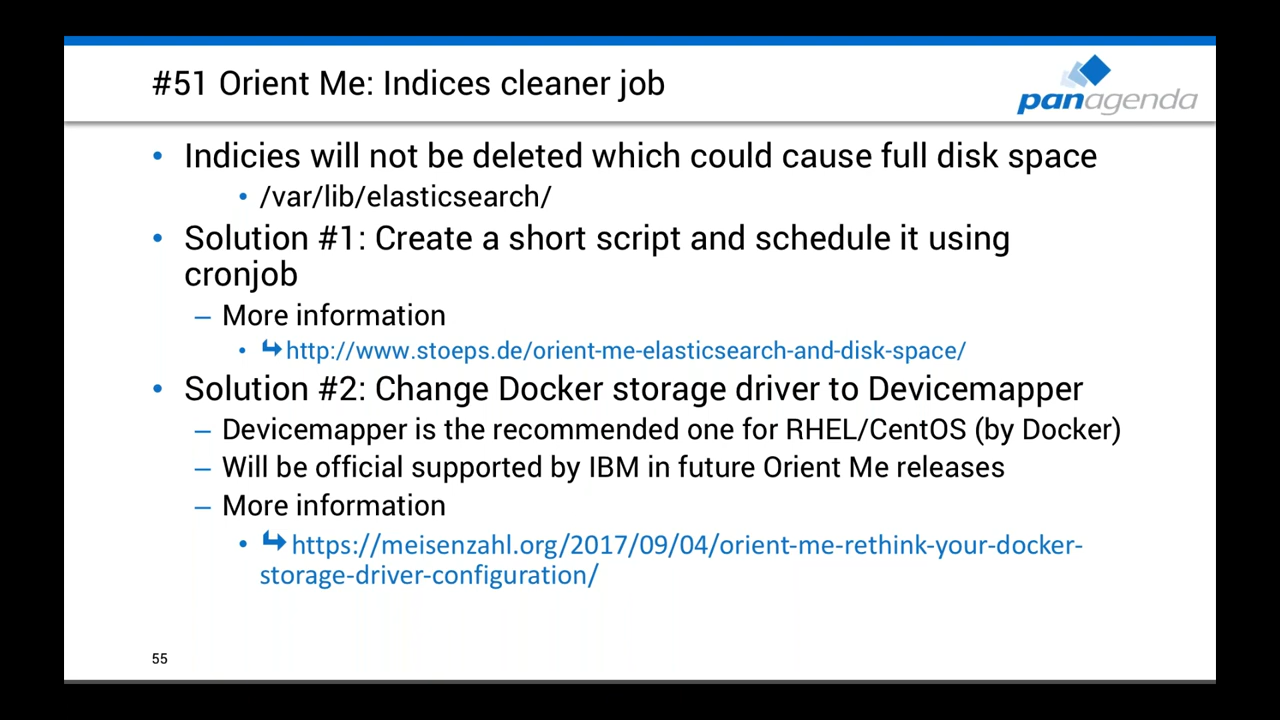 #51 Orient Me: Indices cleaner job
panagenda
• Indicies will not be deleted which could cause full disk space
• /var/lib/elasticsearch/
• Solution #1: Create a short script and schedule it using
cronjob
– More information
• ↪ http://www.stoeps.de/orient-me-elasticsearch-and-disk-space/
• Solution #2: Change Docker storage driver to Devicemapper
– Devicemapper is the recommended one for RHEL/CentOS (by Docker)
– Will be official supported by IBM in future Orient Me releases
– More information
• ↪ https://meisenzahl.org/2017/09/04/orient-me-rethink-your-docker-
storage-driver-configuration/
55